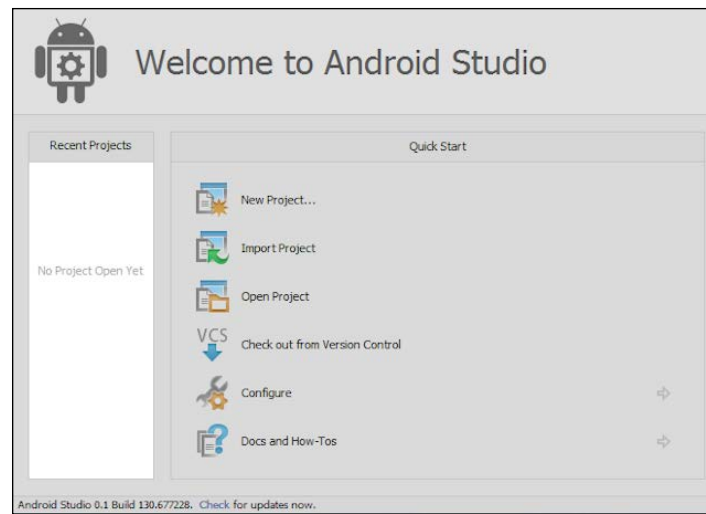 Welcome to Android Studio
Recent Projects
No Project Open Yet
Quick Start
New Project...
Import Project
Open Project
VCS
Check out from Version Control
Configure
Docs and How-Tos
Android Studio 0.1 Build 130.677228. Check for updates now.